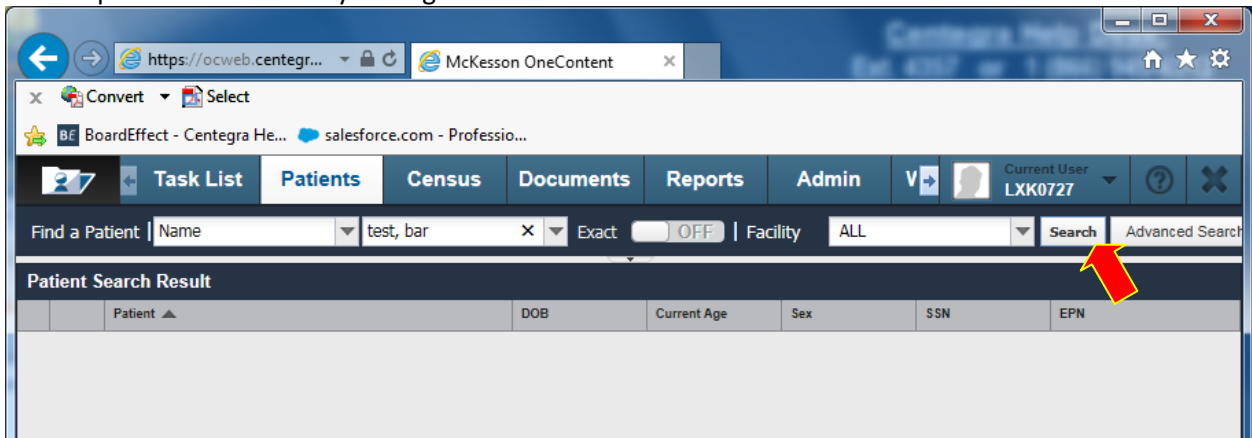 https://ocweb.centegr... McKesson OneContent
Convert Select
BE BoardEffect - Centegra He... salesforce.com - Professio...
Task List Patients Census Documents Reports Admin V Current User
LXK0727
Find a Patient Name test, bar Exact OFF Facility ALL Search Advanced Search
Patient Search Result
Patient DOB Current Age Sex SSN EPN